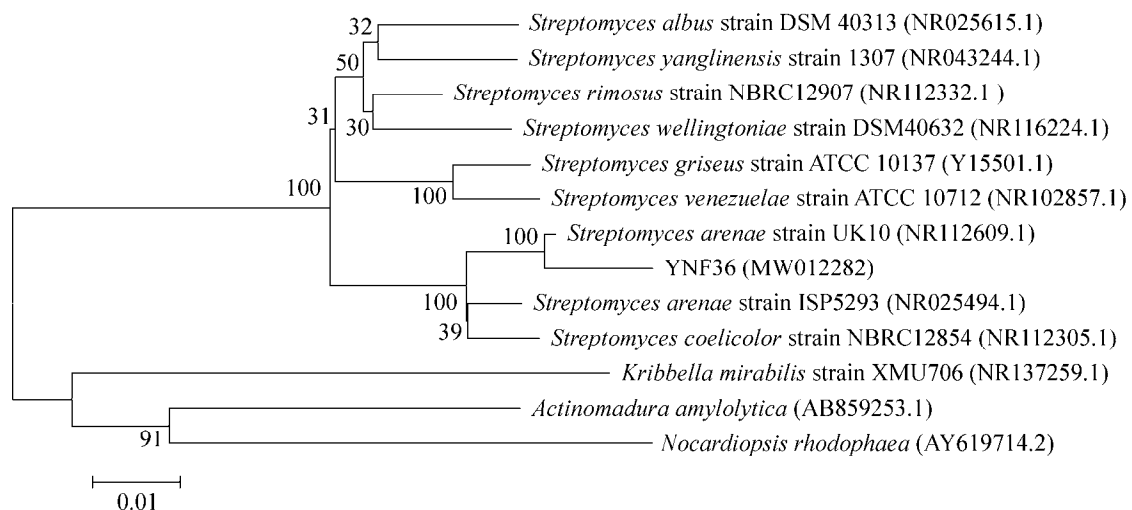 32
Streptomyces albus strain DSM 40313 (NR025615.1)
Streptomyces yanglinensis strain 1307 (NR043244.1)
50
Streptomyces rimosus strain NBRC12907 (NR112332.1 )
31
30
Streptomyces wellingtoniae strain DSM40632 (NR116224.1)
Streptomyces griseus strain ATCC 10137 (Y15501.1)
100
100
Streptomyces venezuelae strain ATCC 10712 (NR102857.1)
100
Streptomyces arenae strain UK10 (NR112609.1)
YNF36 (MW012282)
100
Streptomyces arenae strain ISP5293 (NR025494.1)
39
Streptomyces coelicolor strain NBRC12854 (NR112305.1)
Kribbella mirabilis strain XMU706 (NR137259.1)
Actinomadura amylolytica (AB859253.1)
91
Nocardiopsis rhodophaea (AY619714.2)
0.01